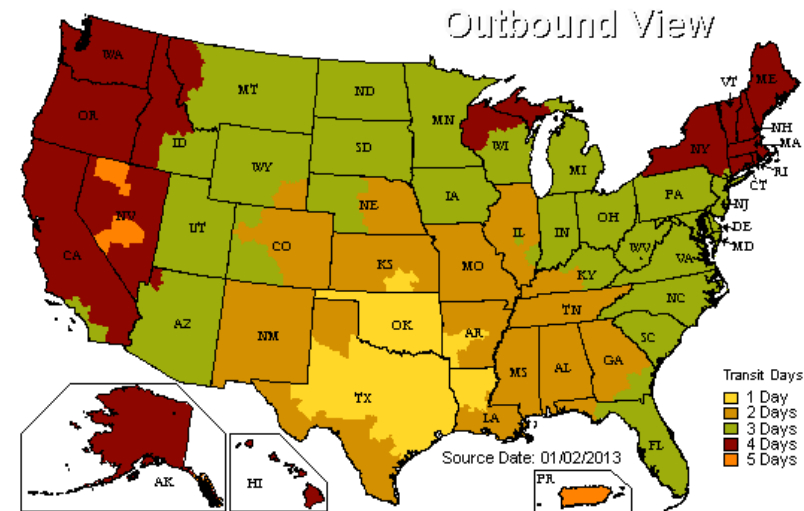 Outbound View
WA
MT
ND
MN
VT
ME
OR
ID
SD
WI
NH
MA
NY
WY
MI
RI
CT
IA
PA
NJ
NV
NE
IL
IN
OH
DE
MD
UT
CO
WV
VA
CA
KS
MO
KY
NC
TN
AZ
NM
OK
AR
SC
MS
AL
GA
TX
LA
FL
Transit Days
1 Day
2 Days
3 Days
4 Days
5 Days
Source Date: 01/02/2013
AK
HI
PR